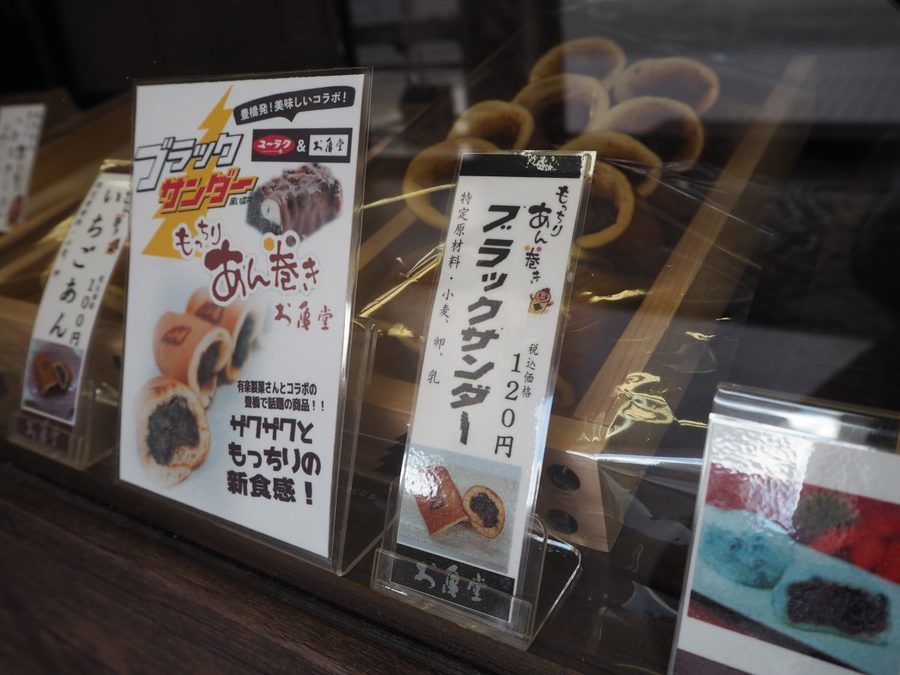 いちごあん
100円
豊橋発！美味しいコラボ！
ユーラク & お亀堂
ブラック
サンダー
もっちり
あん巻き
お亀堂
有楽製菓さんとコラボの
豊橋で話題の商品！！
ザクザクと
もっちりの
新食感！
もっちり
あん巻き
ブラックサンダー
特定原材料・小麦、卵、乳
税込価格
120円
お亀堂